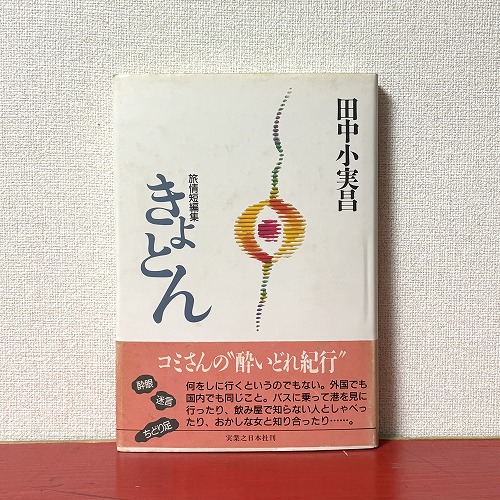 田中小実昌
旅情短編集
きょとん
コミさんの“酔いどれ紀行”
酔眼
迷言
ちどり足
何をしに行くというのでもない。外国でも
国内でも同じこと。バスに乗って港を見に
行ったり、飲み屋で知らない人としゃべっ
たり、おかしな女と知り合ったり……。
実業之日本社刊